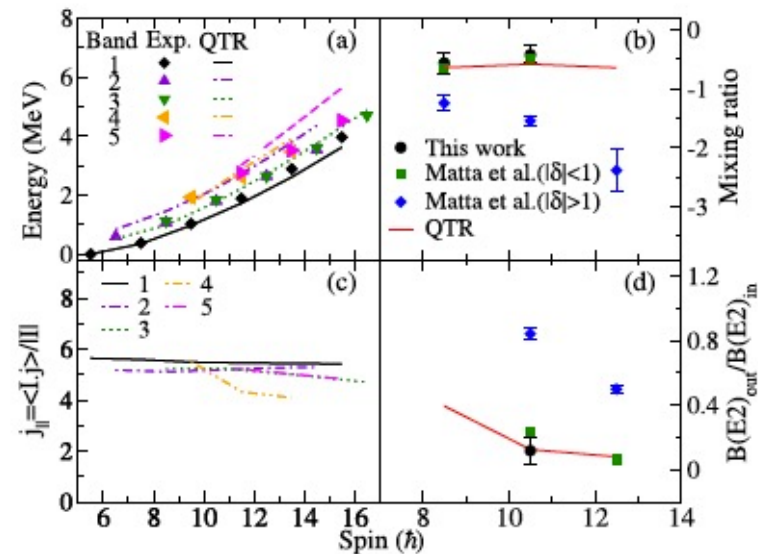 8
6
4
2
0
Energy (MeV)
Band Exp. QTR
1
2
3
4
5
(a)
(b)
0
-1
-2
-3
Mixing ratio
This work
Matta et al.(|δ|<1)
Matta et al.(|δ|>1)
QTR
8
6
4
2
0
j||=<I.j>/|I|
1
2
3
4
5
(c)
(d)
1.2
0.8
0.4
0
B(E2)out/B(E2)in
6 8 10 12 14 16
8 10 12 14
Spin (ħ)